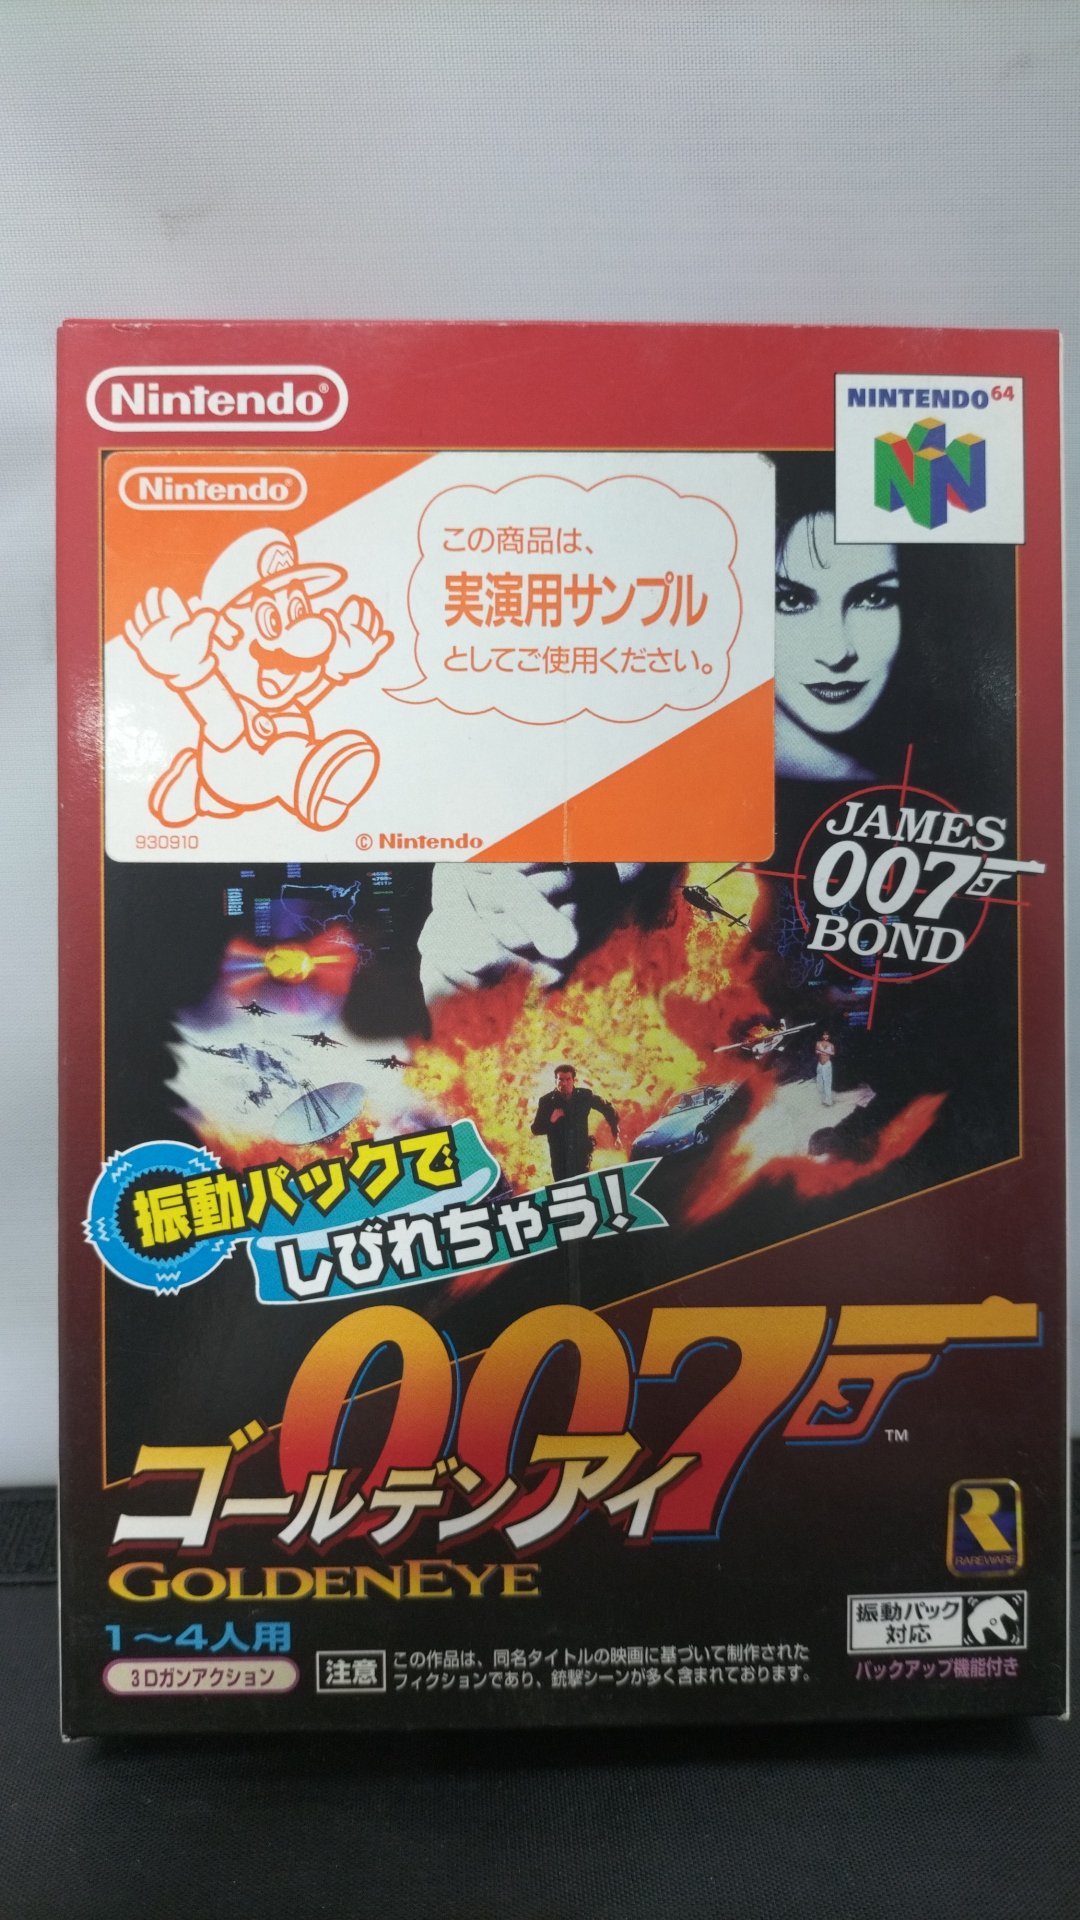 Nintendo®
NINTENDO 64
Nintendo®
この商品は、
実演用サンプル
としてご使用ください。
930910
© Nintendo
JAMES
007
BOND
振動パックで
しびれちゃう!
007
TM
ゴールデンアイ
GOLDENEYE
R
RAREWARE
1〜4人用
3Dガンアクション
注意
この作品は、同名タイトルの映画に基づいて制作された
フィクションであり、銃撃シーンが多く含まれております。
振動パック
対応
バックアップ機能付き